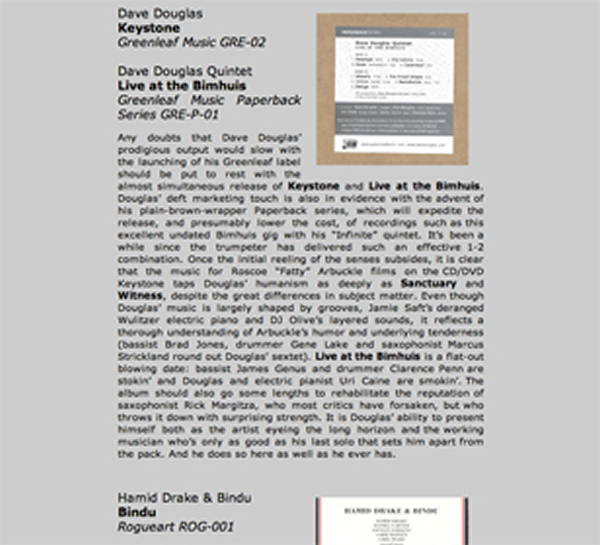 Dave Douglas
Keystone
Greenleaf Music GRE-02
Dave Douglas Quintet
Live at the Bimhuis
Greenleaf Music Paperback
Series GRE-P-01
Any doubts that Dave Douglas'
prodigious output would slow with
the launching of his Greenleaf label
should be put to rest with the
almost simultaneous release of Keystone and Live at the Bimhuis.
Douglas' deft marketing touch is also in evidence with the advent of
his plain-brown-wrapper Paperback series, which will expedite the
release, and presumably lower the cost, of recordings such as this
excellent undated Bimhuis gig with his "Infinite" quintet. It's been a
while since the trumpeter has delivered such an effective 1-2
combination. Once the initial reeling of the senses subsides, it is clear
that the music for Roscoe "Fatty" Arbuckle films on the CD/DVD
Keystone taps Douglas' humanism as deeply as Sanctuary and
Witness, despite the great differences in subject matter. Even though
Douglas' music is largely shaped by grooves, Jamie Saft's deranged
Wulitzer electric piano and DJ Olive's layered sounds, it reflects a
thorough understanding of Arbuckle's humor and underlying tenderness
(bassist Brad Jones, drummer Gene Lake and saxophonist Marcus
Strickland round out Douglas' sextet). Live at the Bimhuis is a flat-out
blowing date: bassist James Genus and drummer Clarence Penn are
stokin' and Douglas and electric pianist Uri Caine are smokin'. The
album should also go some lengths to rehabilitate the reputation of
saxophonist Rick Margitza, who most critics have forsaken, but who
throws it down with surprising strength. It is Douglas' ability to present
himself both as the artist eyeing the long horizon and the working
musician who's only as good as his last solo that sets him apart from
the pack. And he does so here as well as he ever has.
Hamid Drake & Bindu
Bindu
Rogueart ROG-001
HAMID DRAKE & BINDU
HAMID DRAKE